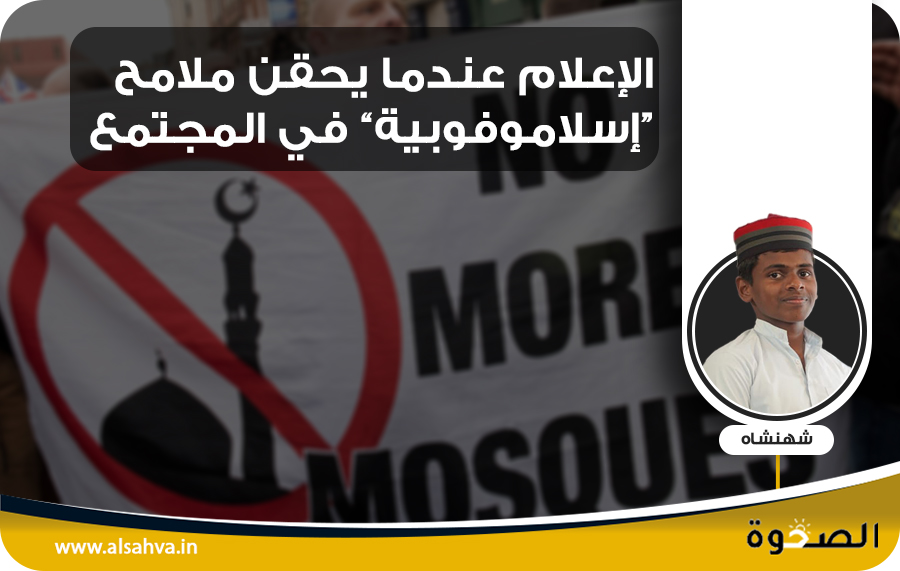 الإعلام عندما يحقن ملامح
”إسلاموفوبية“ في المجتمع
NO
MORE
MOSQUES
شهنشاه
www.alsahva.in
الصحوة